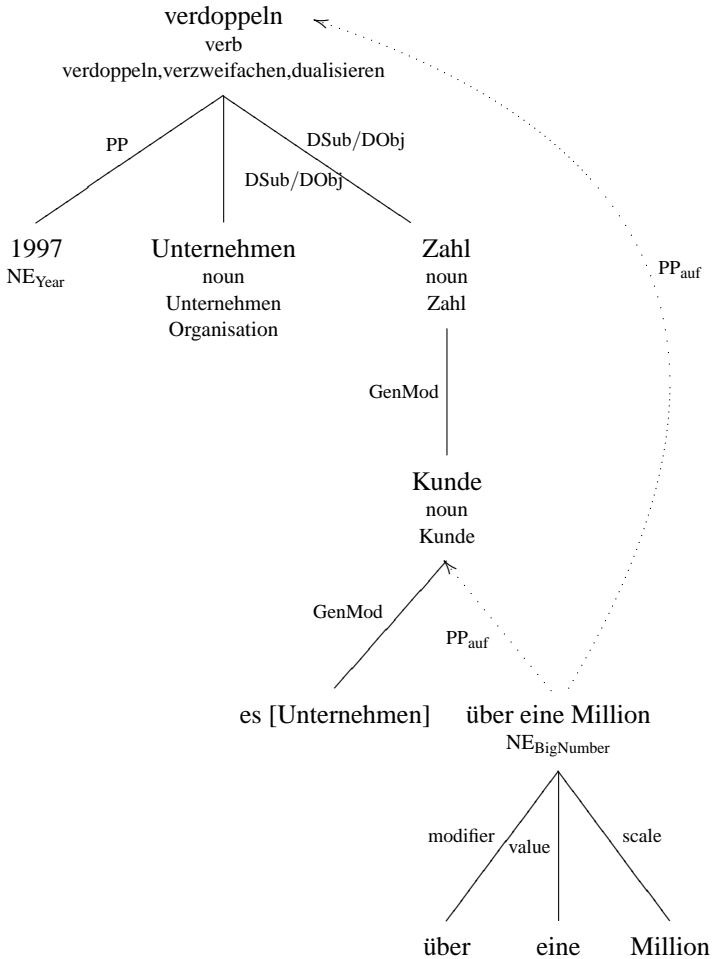 verdoppeln
verb
verdoppeln,verzweifachen,dualisieren
PP
DSub/DObj
DSub/DObj
1997
NE_Year
Unternehmen
noun
Unternehmen
Organisation
Zahl
noun
Zahl
PP_auf
GenMod
Kunde
noun
Kunde
GenMod
PP_auf
es [Unternehmen]
über eine Million
NE_BigNumber
modifier
value
scale
über
eine
Million